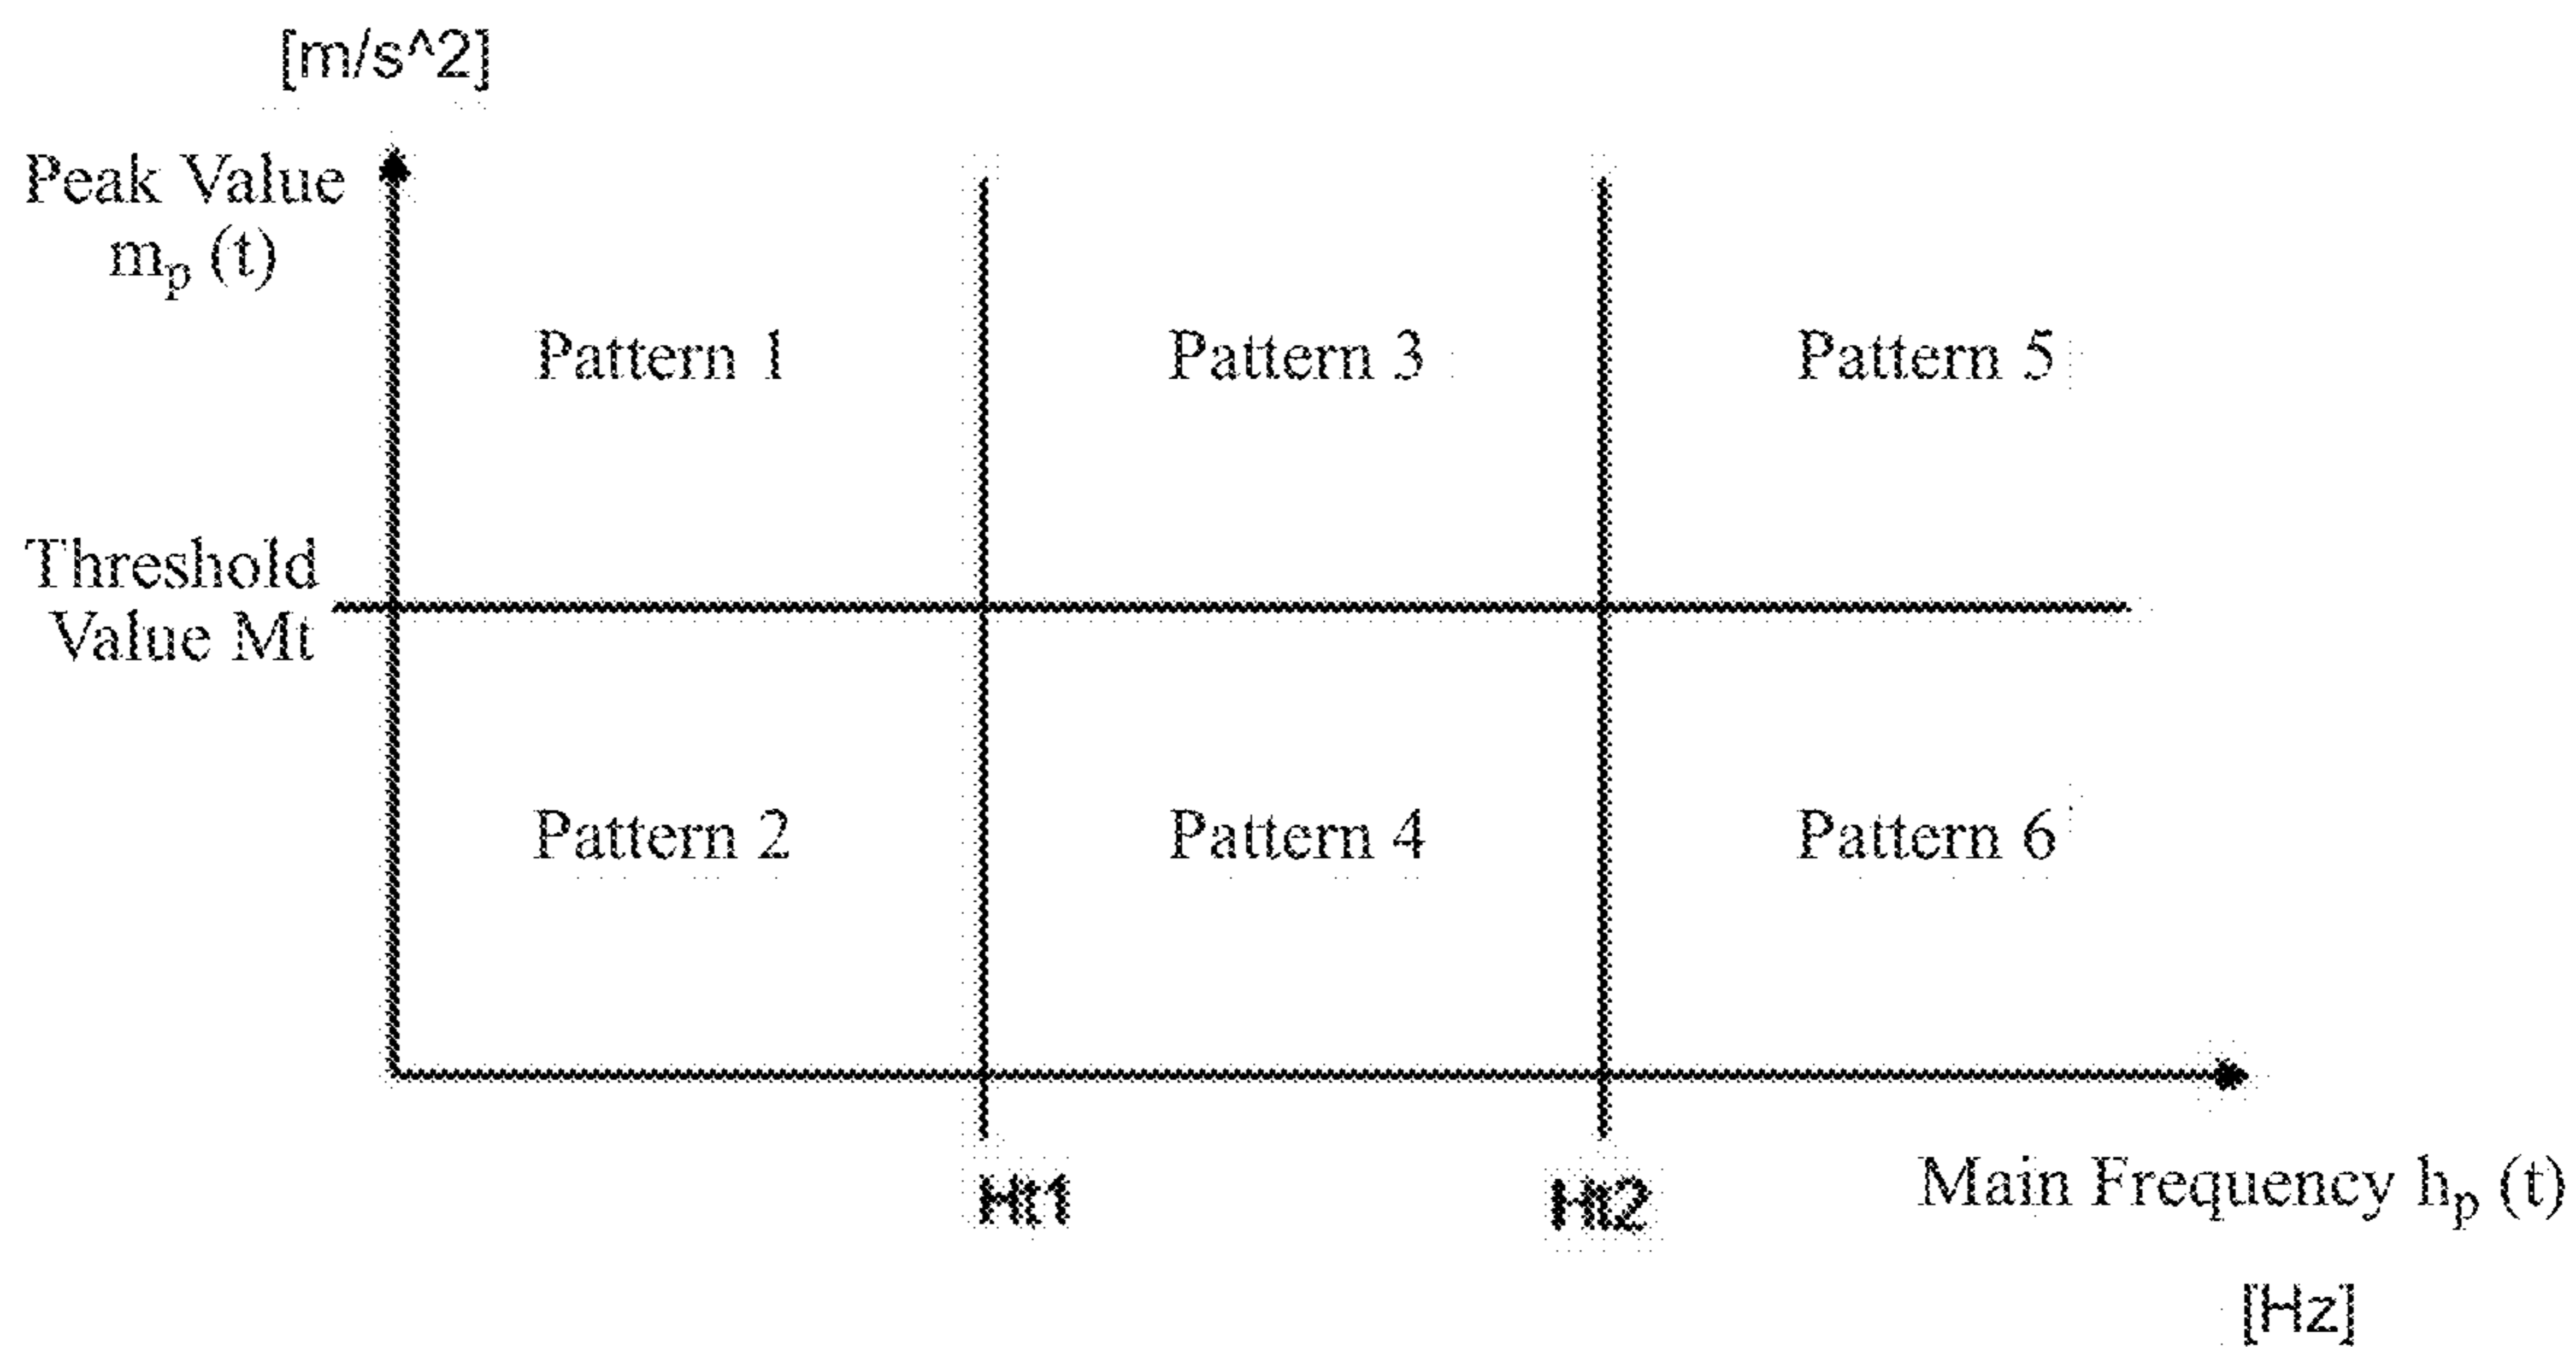 [m/s^2]
Peak Value
mₚ (t)
Pattern 1
Pattern 3
Pattern 5
Threshold
Value Mt
Pattern 2
Pattern 4
Pattern 6
Ht1
Ht2
Main Frequency hₚ (t)
[Hz]